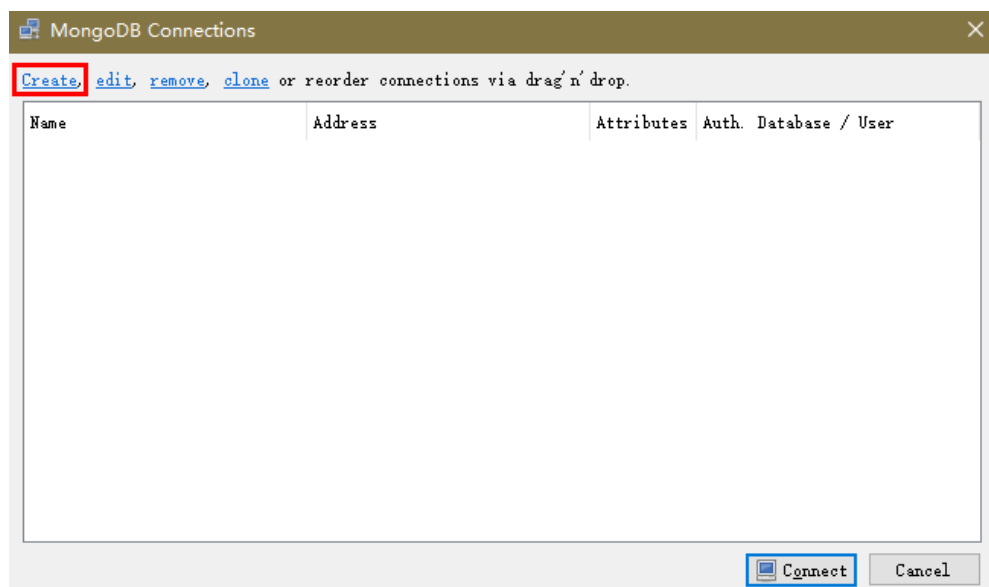 MongoDB Connections
Create, edit, remove, clone or reorder connections via drag'n'drop.
Name Address Attributes Auth. Database / User
Connect Cancel